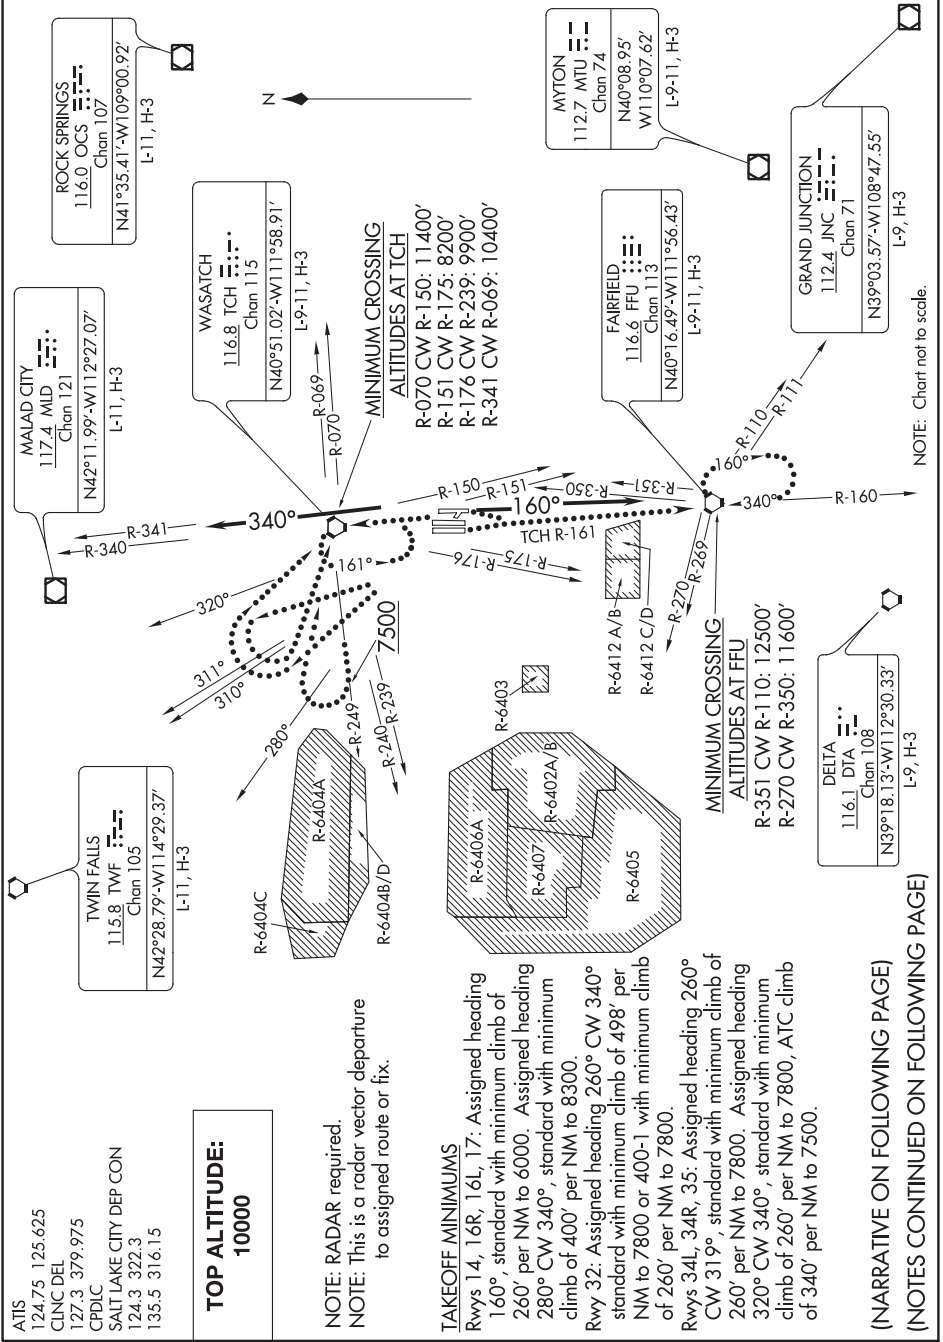 ATIS
124.75 125.625
CLNC DEL
127.3 379.975
CPDLC
SALT LAKE CITY DEP CON
124.3 322.3
135.5 316.15
TOP ALTITUDE:
10000
NOTE: RADAR required.
NOTE: This is a radar vector departure
to assigned route or fix.
TAKEOFF MINIMUMS
Rwys 14, 16R, 16L, 17: Assigned heading
160°, standard with minimum climb of
260' per NM to 6000. Assigned heading
280° CW 340°, standard with minimum
climb of 400' per NM to 8300.
Rwy 32: Assigned heading 260° CW 340°
standard with minimum climb of 498' per
NM to 7800 or 400-1 with minimum climb
of 260' per NM to 7800.
Rwys 34L, 34R, 35: Assigned heading 260°
CW 319°, standard with minimum climb of
260' per NM to 7800. Assigned heading
320° CW 340°, standard with minimum
climb of 260' per NM to 7800, ATC climb
of 340' per NM to 7500.
(NARRATIVE ON FOLLOWING PAGE)
(NOTES CONTINUED ON FOLLOWING PAGE)
TWIN FALLS
115.8 TWF
Chan 105
N42°28.79'-W114°29.37'
L-11, H-3
MALAD CITY
117.4 MLD
Chan 121
N42°11.99'-W112°27.07'
L-11, H-3
ROCK SPRINGS
116.0 OCS
Chan 107
N41°35.41'-W109°00.92'
L-11, H-3
WASATCH
116.8 TCH
Chan 115
N40°51.02'-W111°58.91'
L-9-11, H-3
N
R-341
R-340
340°
320°
311°
310°
280°
161°
R-249
7500
R-240
R-239
R-069
R-070
MINIMUM CROSSING
ALTITUDES AT TCH
R-070 CW R-150: 11400'
R-151 CW R-175: 8200'
R-176 CW R-239: 9900'
R-341 CW R-069: 10400'
R-150
R-151
R-176
R-175
160°
TCH R-161
R-350
R-351
R-6404A
R-6404C
R-6404B/D
R-6403
R-6412 A/B
R-6412 C/D
R-6406A
R-6402A/B
R-6407
R-6405
MYTON
112.7 MTU
Chan 74
N40°08.95'
W110°07.62'
L-9-11, H-3
FAIRFIELD
116.6 FFU
Chan 113
N40°16.49'-W111°56.43'
L-9-11, H-3
R-270
R-269
160°
340°
R-110
R-111
R-160
MINIMUM CROSSING
ALTITUDES AT FFU
R-351 CW R-110: 12500'
R-270 CW R-350: 11600'
DELTA
116.1 DTA
Chan 108
N39°18.13'-W112°30.33'
L-9, H-3
GRAND JUNCTION
112.4 JNC
Chan 71
N39°03.57'-W108°47.55'
L-9, H-3
NOTE: Chart not to scale.